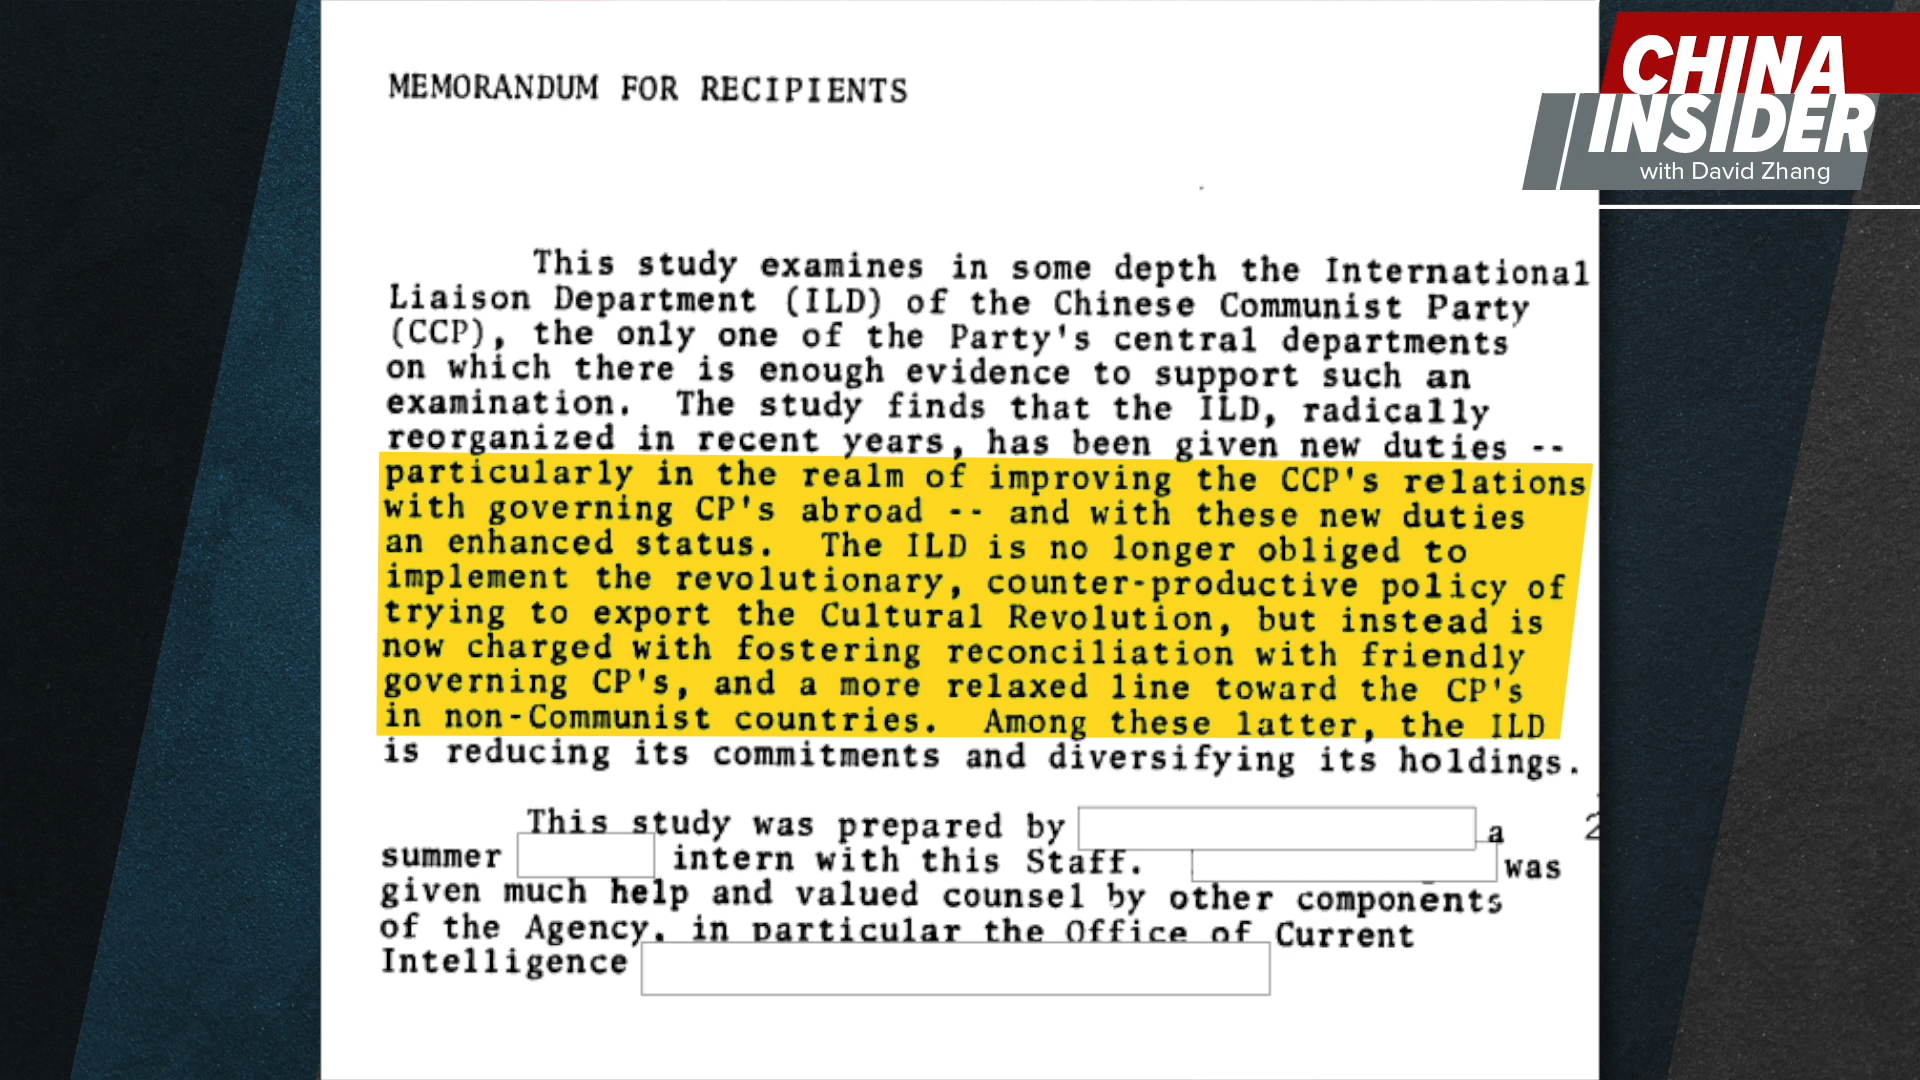 MEMORANDUM FOR RECIPIENTS
CHINA
INSIDER
with David Zhang
This study examines in some depth the International
Liaison Department (ILD) of the Chinese Communist Party
(CCP), the only one of the Party's central departments
on which there is enough evidence to support such an
examination. The study finds that the ILD, radically
reorganized in recent years, has been given new duties --
particularly in the realm of improving the CCP's relations
with governing CP's abroad -- and with these new duties
an enhanced status. The ILD is no longer obliged to
implement the revolutionary, counter-productive policy of
trying to export the Cultural Revolution, but instead is
now charged with fostering reconciliation with friendly
governing CP's, and a more relaxed line toward the CP's
in non-Communist countries. Among these latter, the ILD
is reducing its commitments and diversifying its holdings.
This study was prepared by a 2
summer intern with this Staff. was
given much help and valued counsel by other components
of the Agency, in particular the Office of Current
Intelligence